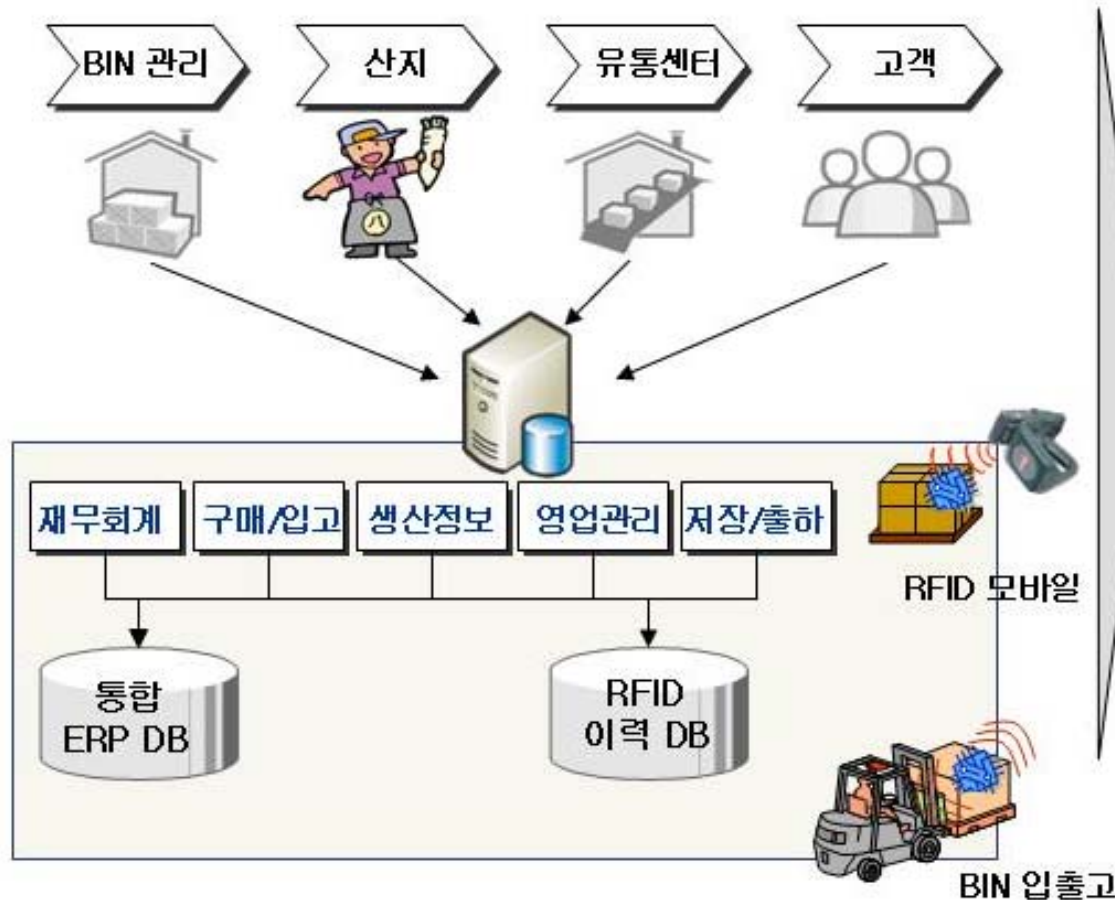 BIN 관리
산지
유통센터
고객
재무회계
구매/입고
생산정보
영업관리
저장/출하
RFID 모바일
통합
ERP DB
RFID
이력 DB
BIN 입출고